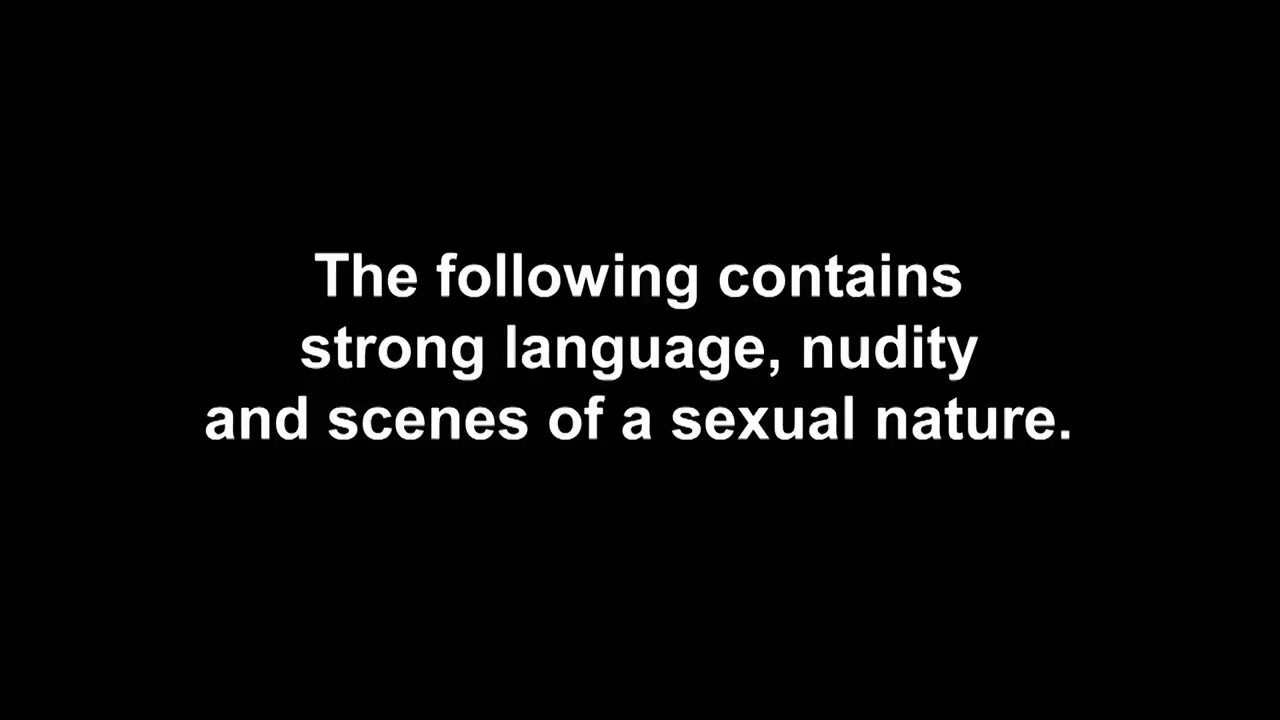 The following contains
strong language, nudity
and scenes of a sexual nature.